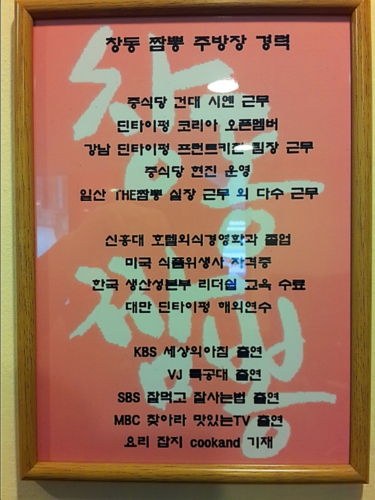 창동 짬뽕 주방장 경력
중식당 건대 시엔 근무
딘타이펑 코리아 오픈멤버
강남 딘타이펑 프런트키친 팀장 근무
중식당 현진 운영
일산 THE짬뽕 실장 근무 외 다수 근무
신흥대 호텔외식경영학과 졸업
미국 식품위생사 자격증
한국 생산성본부 리더쉽 교육 수료
대만 딘타이펑 해외연수
KBS 세상의아침 출연
VJ 특공대 출연
SBS 잘먹고 잘사는법 출연
MBC 찾아라 맛있는TV 출연
요리 잡지 cookand 기재
창동
짬뽕